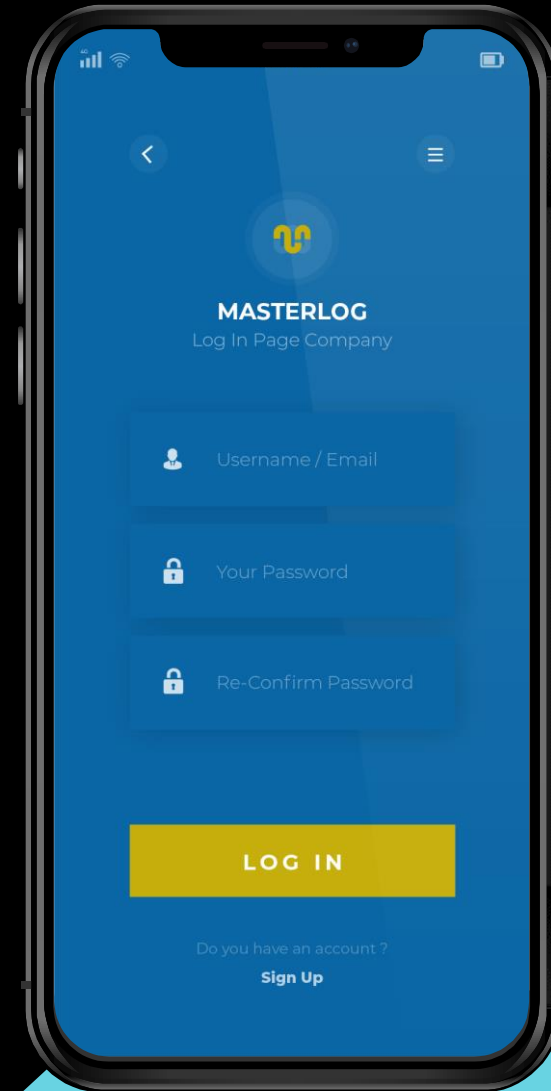 4G
MASTERLOG
Log In Page Company
Username / Email
Your Password
Re-Confirm Password
LOG IN
Do you have an account ?
Sign Up